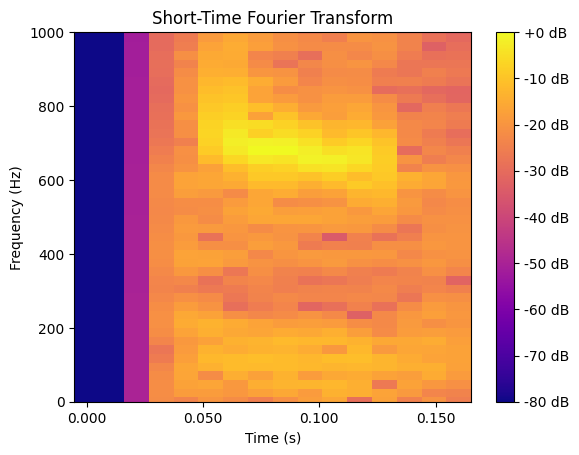 Short-Time Fourier Transform
1000
800
600
400
200
0
Frequency (Hz)
0.000
0.050
0.100
0.150
Time (s)
+0 dB
-10 dB
-20 dB
-30 dB
-40 dB
-50 dB
-60 dB
-70 dB
-80 dB